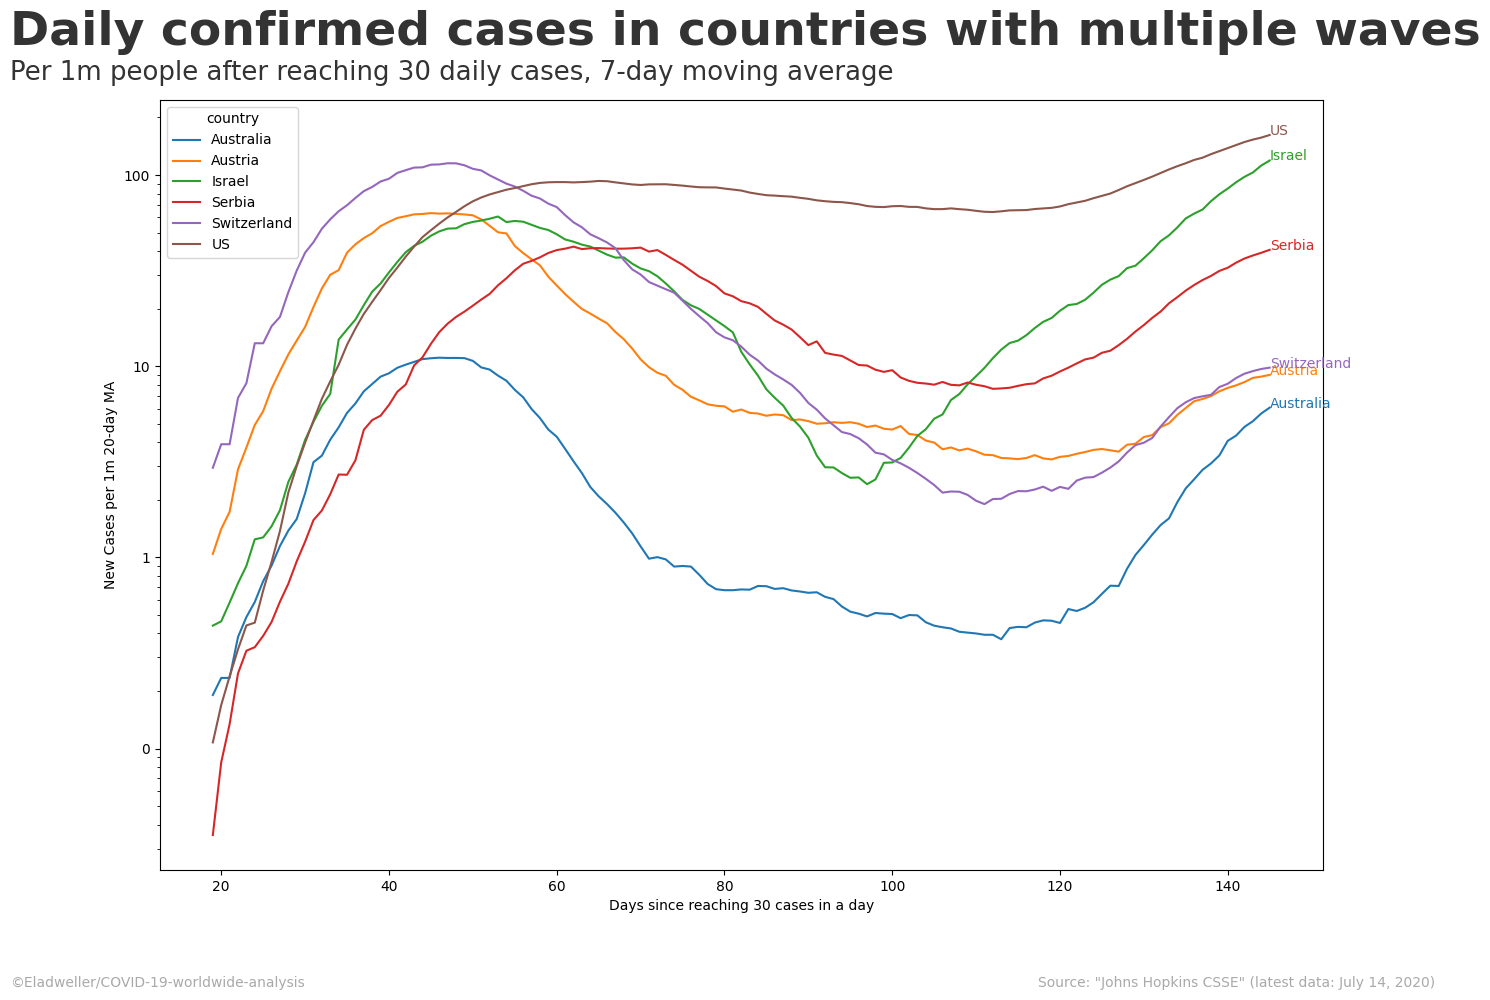 Daily confirmed cases in countries with multiple waves
Per 1m people after reaching 30 daily cases, 7-day moving average
country
Australia
Austria
Israel
Serbia
Switzerland
US
US
Israel
Serbia
Switzerland
Austria
Australia
New Cases per 1m 20-day MA
100
10
1
0
20 40 60 80 100 120 140
Days since reaching 30 cases in a day
©Eladweller/COVID-19-worldwide-analysis
Source: "Johns Hopkins CSSE" (latest data: July 14, 2020)